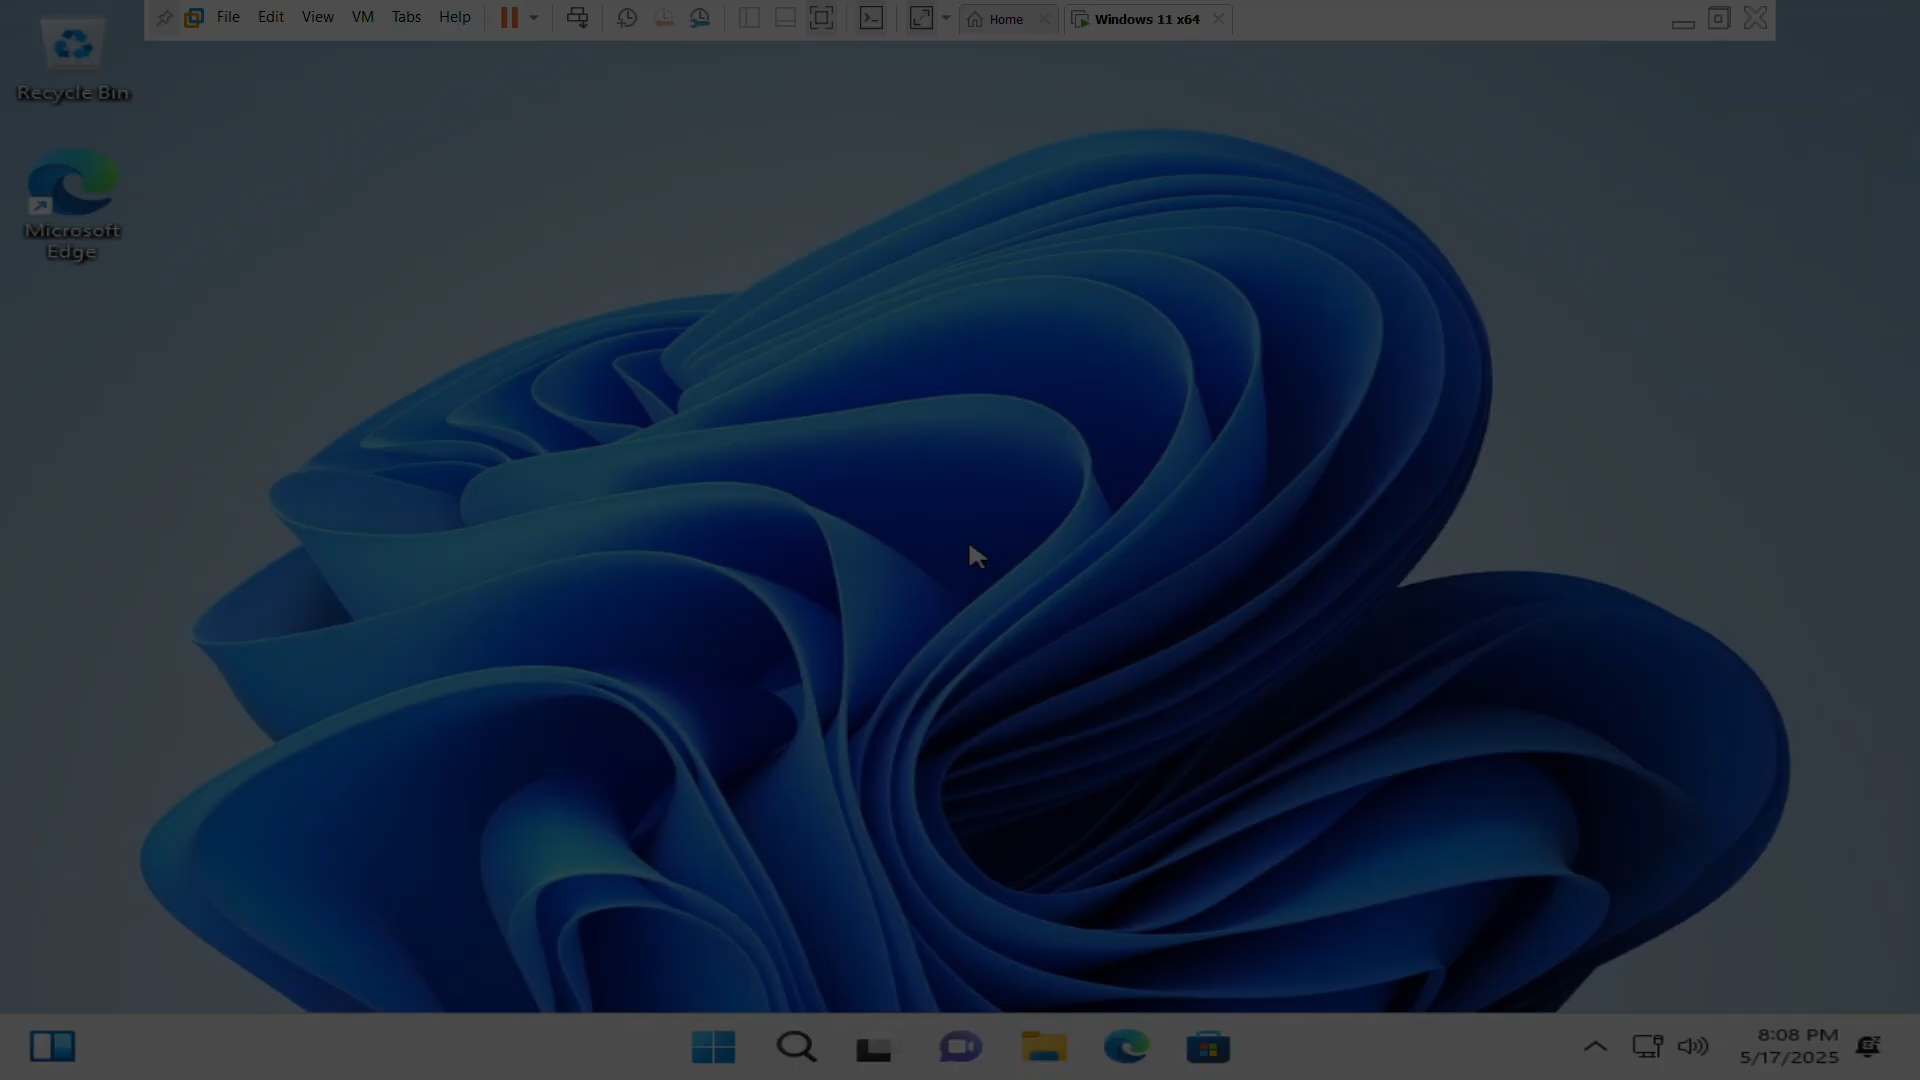 File Edit View VM Tabs Help
Home
Windows 11 x64
Recycle Bin
Microsoft
Edge
8:08 PM
5/17/2025